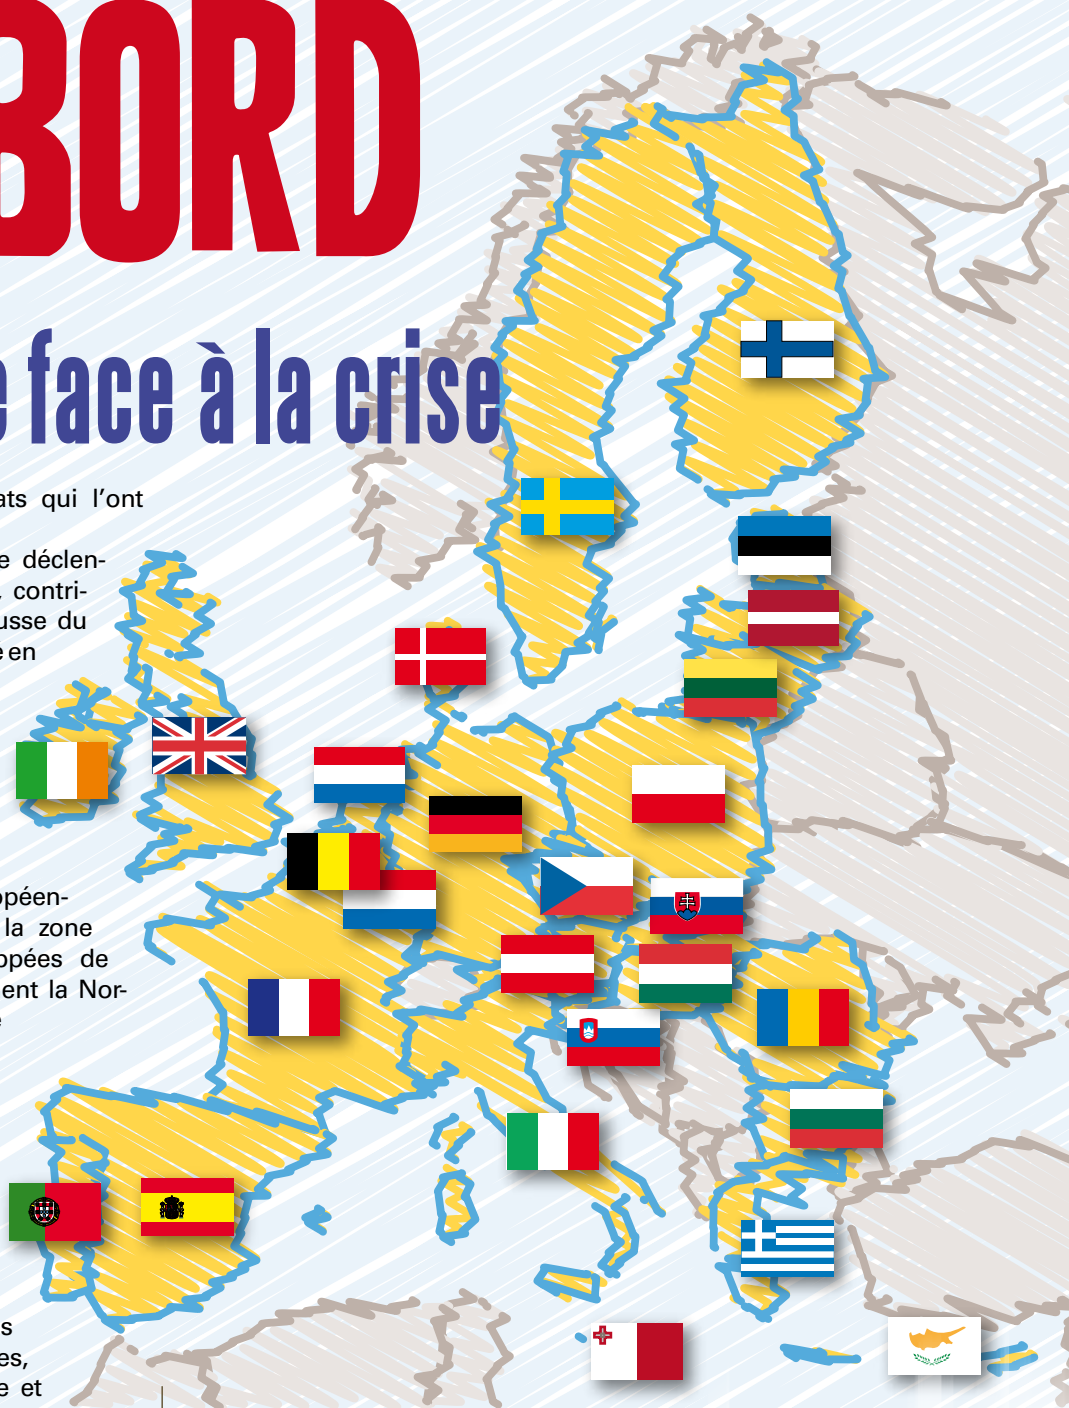 BORD
e face à la crise
ats qui l’ont
e déclen-
, contri-
usse du
e en
opéen-
la zone
opées de
ent la Nor-
e
s
es,
e et